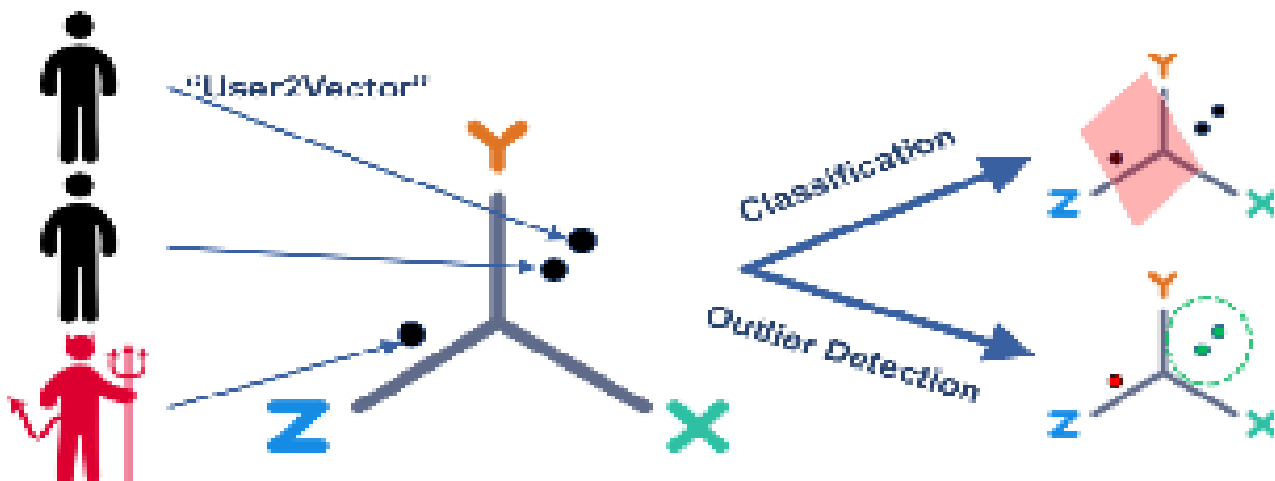 "User2Vector"
Y
Z
X
Classification
Outlier Detection
Y
Z
X
Y
Z
X